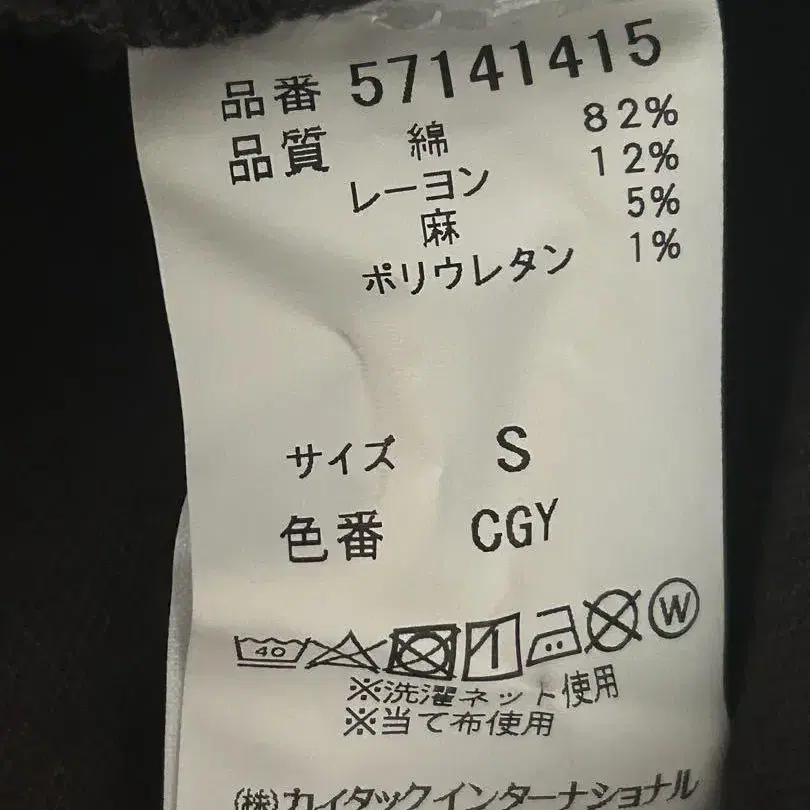 品番 57141415
品質 綿 82%
レーヨン 12%
麻 5%
ポリウレタン 1%
サイズ S
色番 CGY
40 W
※洗濯ネット使用
※当て布使用
(株)カイタックインターナショナル